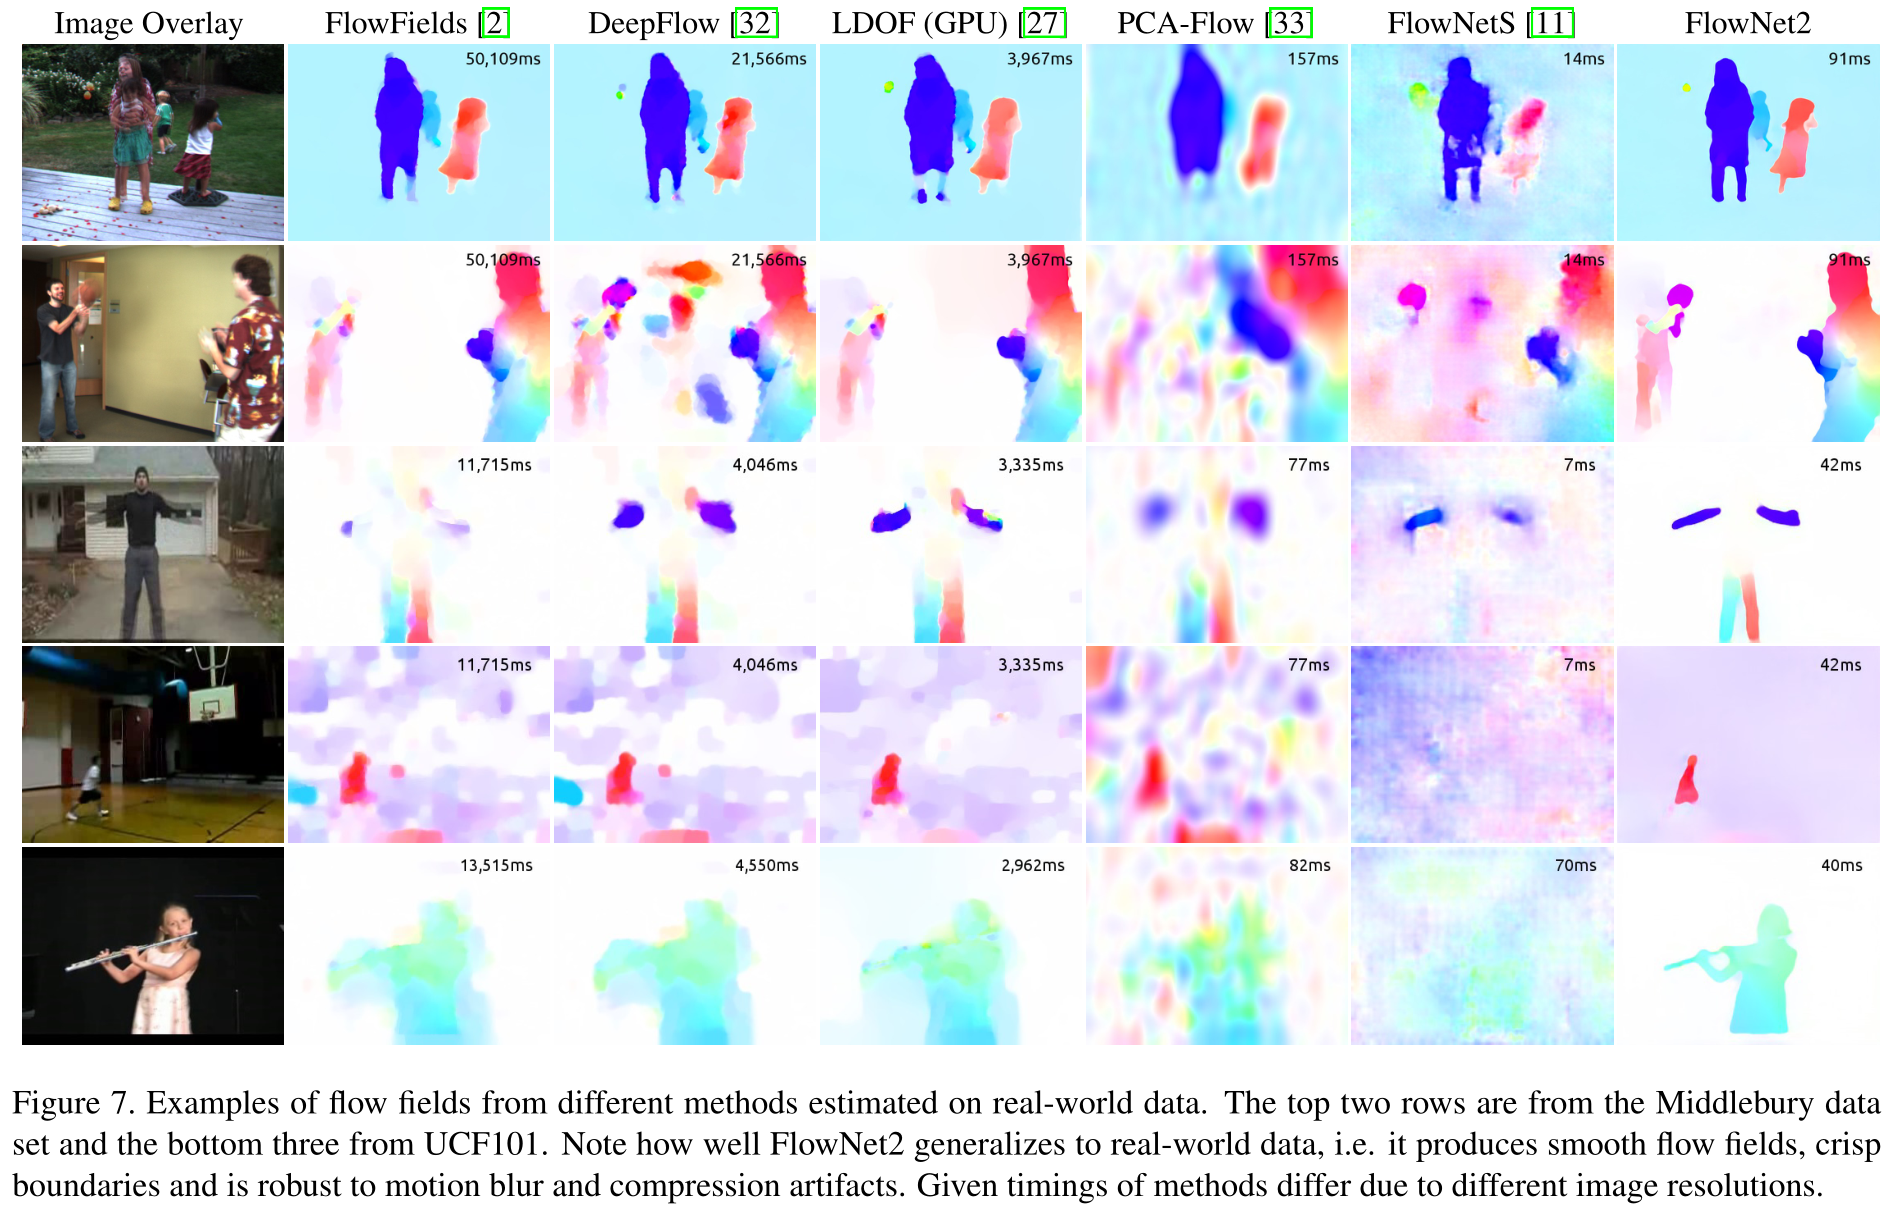 Image Overlay FlowFields [2] DeepFlow [32] LDOF (GPU) [27] PCA-Flow [33] FlowNetS [11] FlowNet2
50,109ms 21,566ms 3,967ms 157ms 14ms 91ms
50,109ms 21,566ms 3,967ms 157ms 14ms 91ms
11,715ms 4,046ms 3,335ms 77ms 7ms 42ms
11,715ms 4,046ms 3,335ms 77ms 7ms 42ms
13,515ms 4,550ms 2,962ms 82ms 70ms 40ms
Figure 7. Examples of flow fields from different methods estimated on real-world data. The top two rows are from the Middlebury data
set and the bottom three from UCF101. Note how well FlowNet2 generalizes to real-world data, i.e. it produces smooth flow fields, crisp
boundaries and is robust to motion blur and compression artifacts. Given timings of methods differ due to different image resolutions.